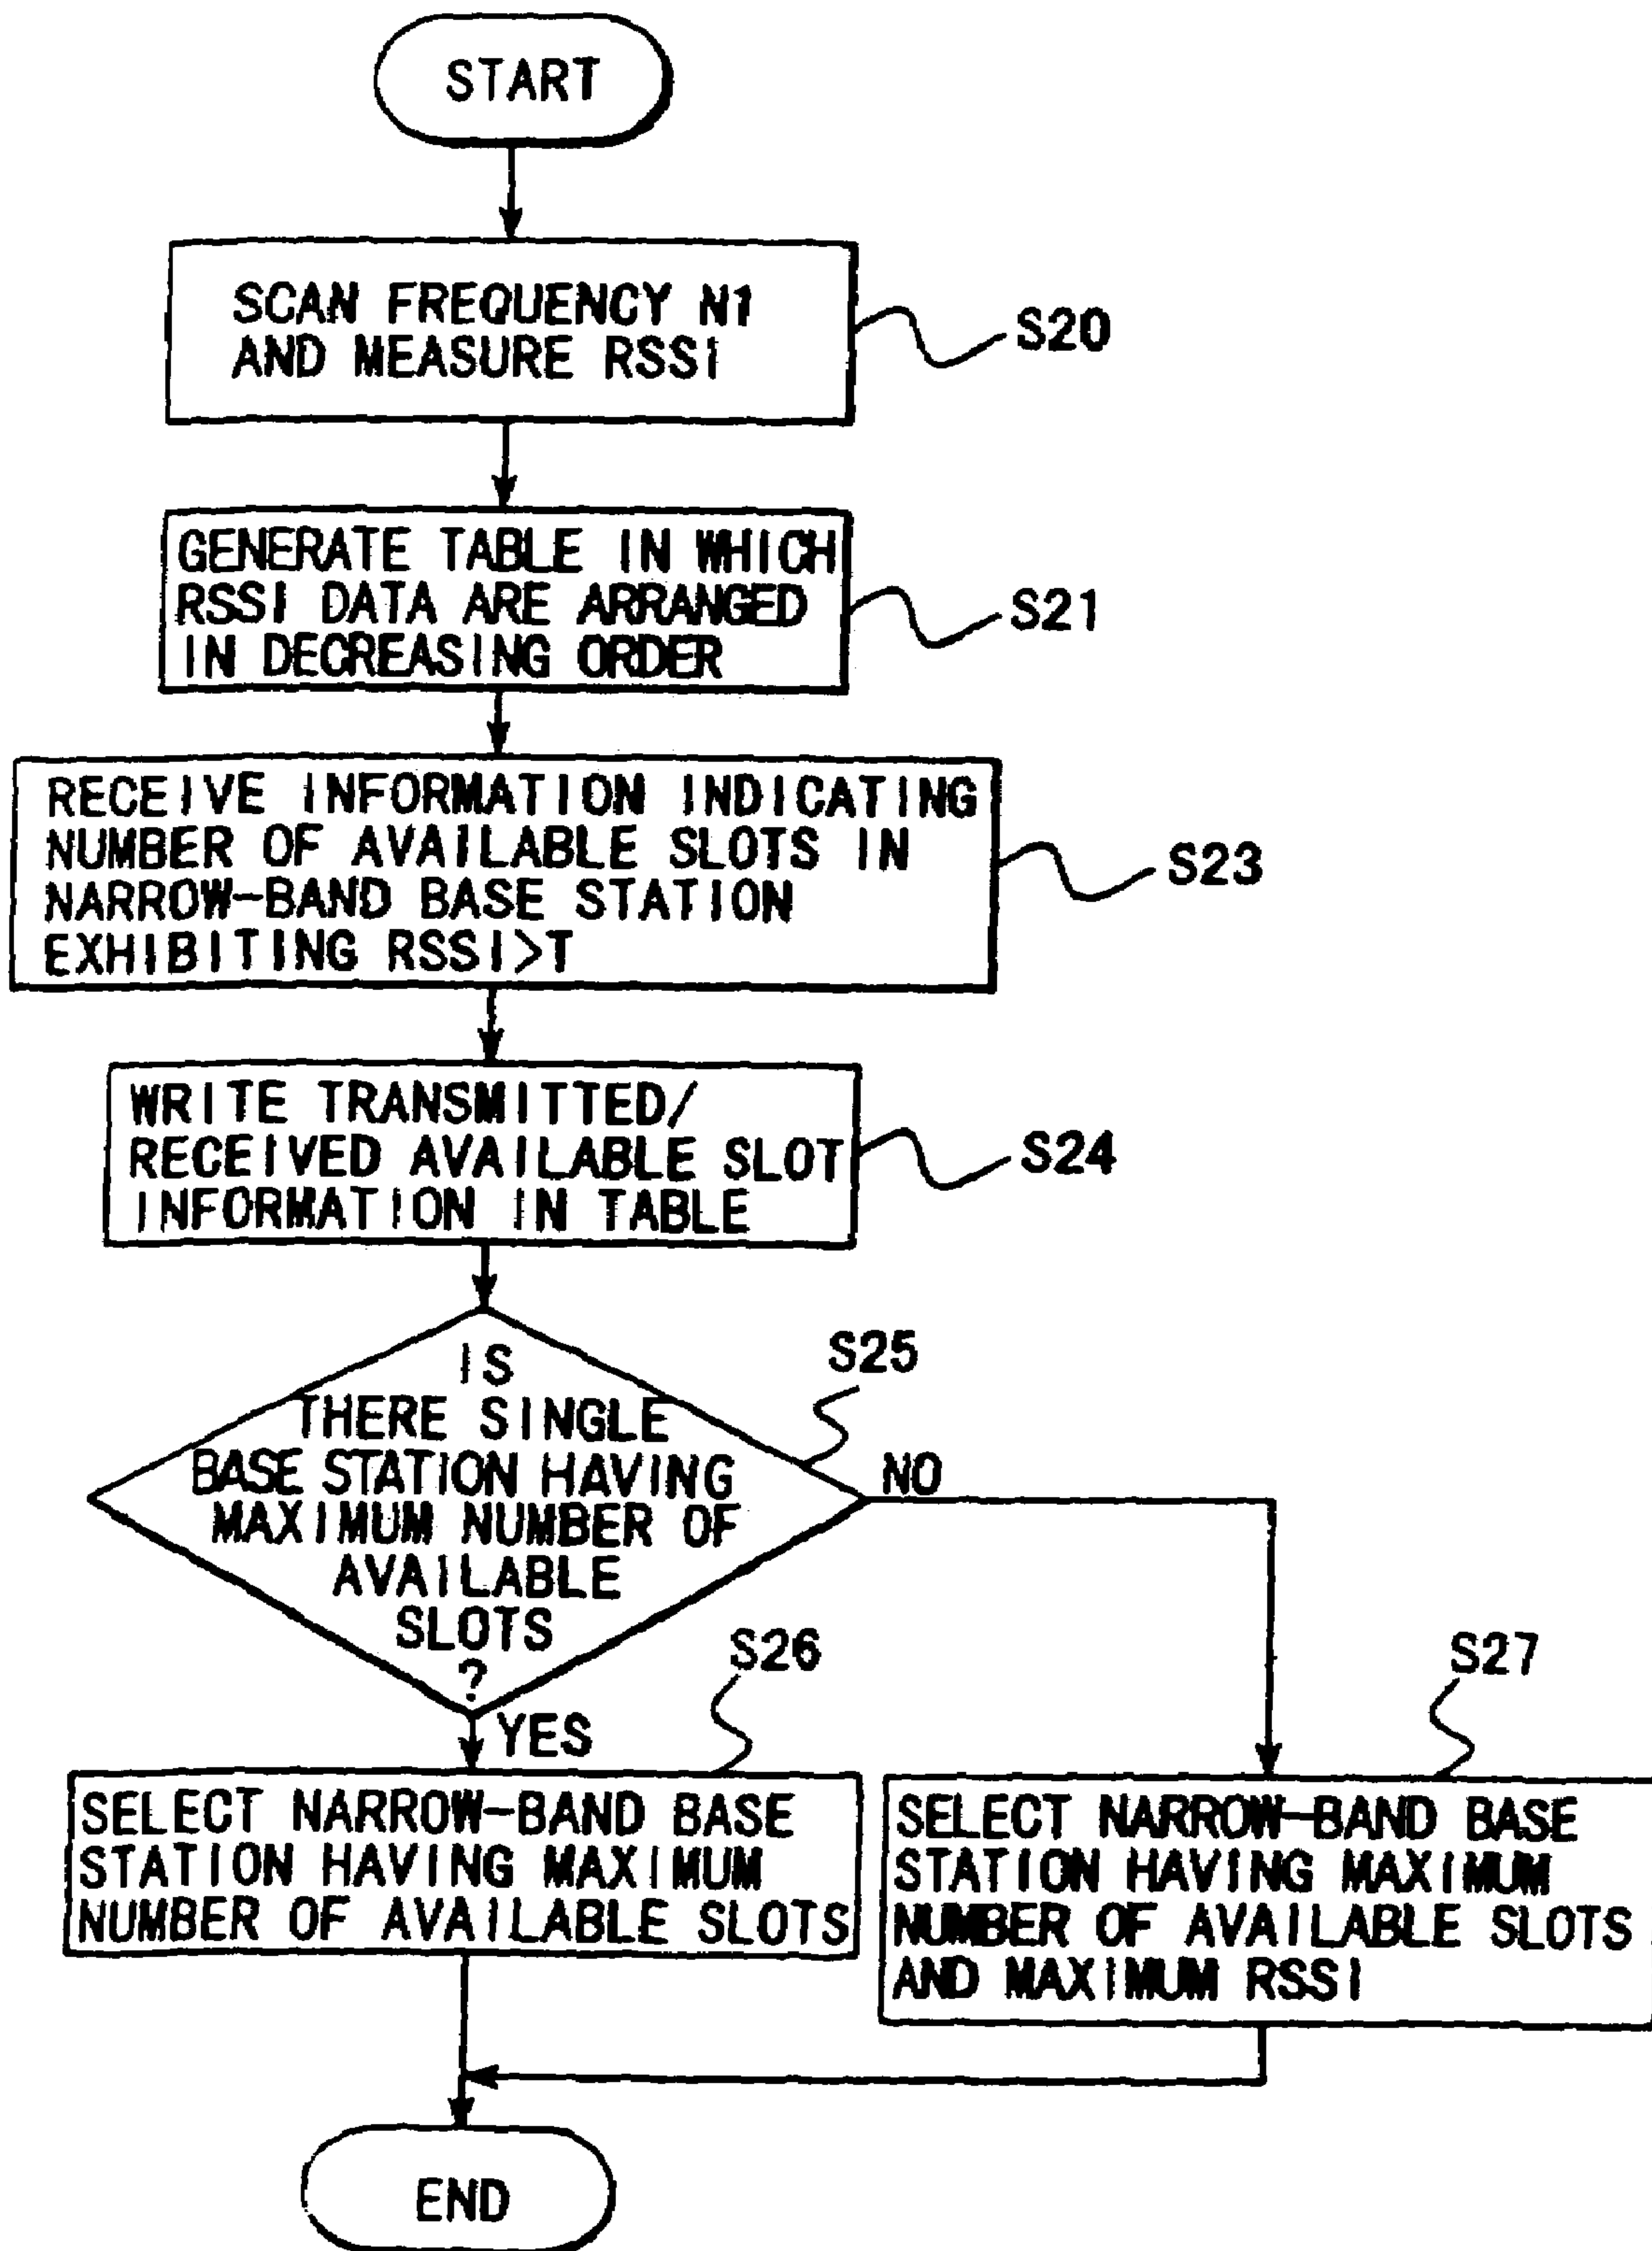 START
SCAN FREQUENCY N1
AND MEASURE RSSI
S20
GENERATE TABLE IN WHICH
RSSI DATA ARE ARRANGED
IN DECREASING ORDER
S21
RECEIVE INFORMATION INDICATING
NUMBER OF AVAILABLE SLOTS IN
NARROW-BAND BASE STATION
EXHIBITING RSSI>T
S23
WRITE TRANSMITTED/
RECEIVED AVAILABLE SLOT
INFORMATION IN TABLE
S24
IS
THERE SINGLE
BASE STATION HAVING
MAXIMUM NUMBER OF
AVAILABLE
SLOTS
?
S25
NO
YES
S26
SELECT NARROW-BAND BASE
STATION HAVING MAXIMUM
NUMBER OF AVAILABLE SLOTS
S27
SELECT NARROW-BAND BASE
STATION HAVING MAXIMUM
NUMBER OF AVAILABLE SLOTS
AND MAXIMUM RSSI
END